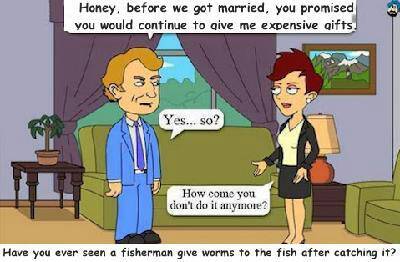 Honey, before we got married, you promised
you would continue to give me expensive gifts.
Yes... so?
How come you
don't do it anymore?
Have you ever seen a fisherman give worms to the fish after catching it?